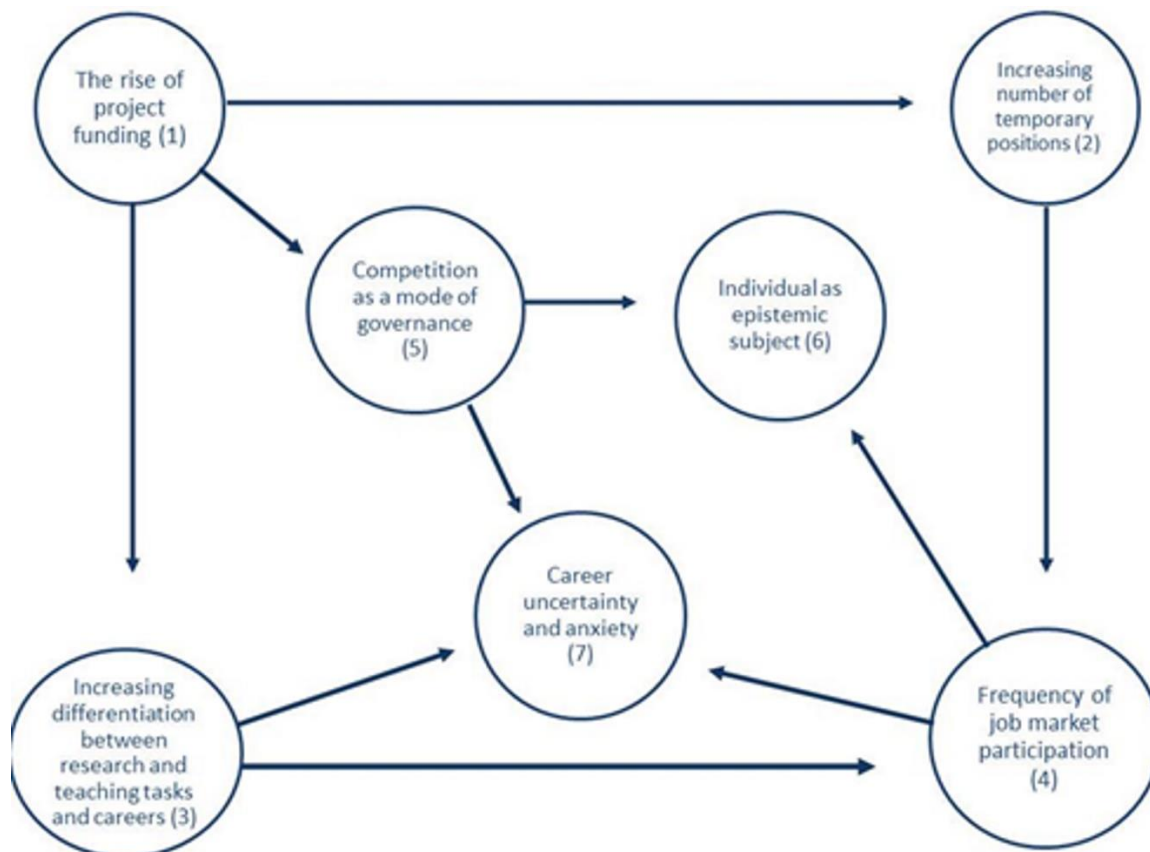 The rise of
project
funding (1)
Increasing
number of
temporary
positions (2)
Competition
as a mode of
governance
(5)
Individual as
epistemic
subject (6)
Career
uncertainty
and anxiety
(7)
Increasing
differentiation
between
research and
teaching tasks
and careers (3)
Frequency of
job market
participation
(4)